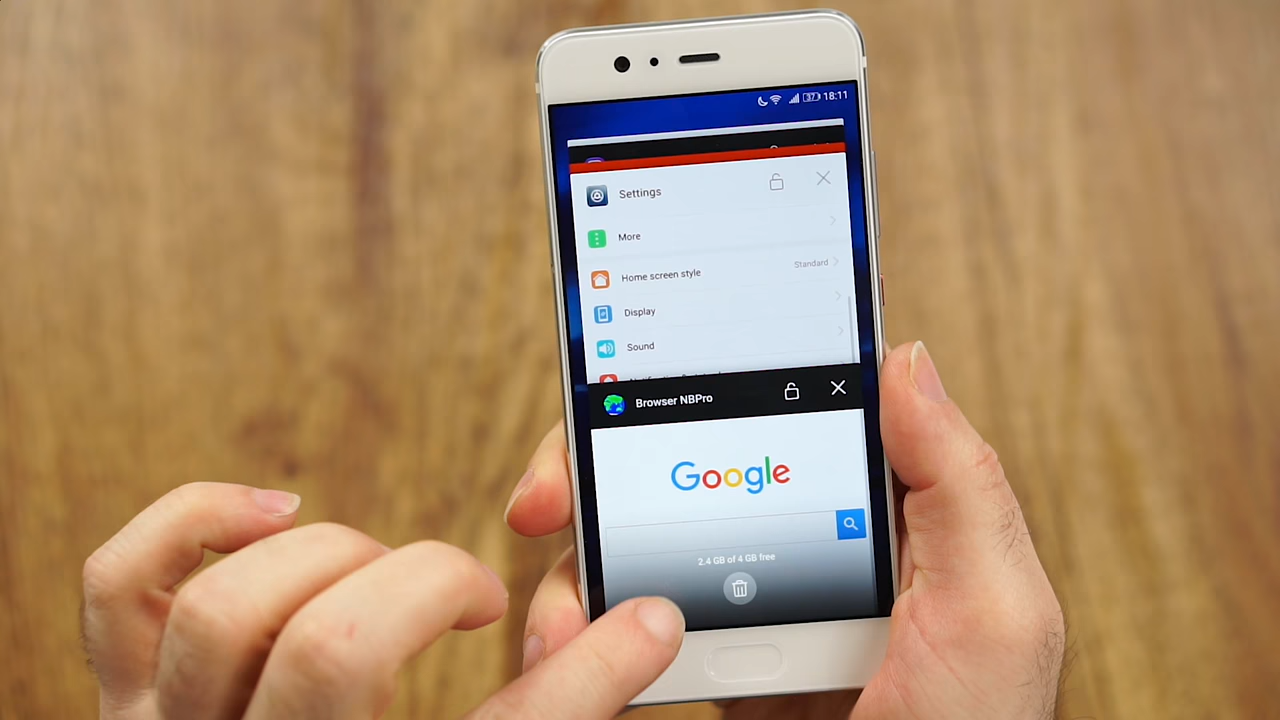 37 18:11
Settings
More
Home screen style Standard
Display
Sound
Browser NBPro
Google
2.4 GB of 4 GB free